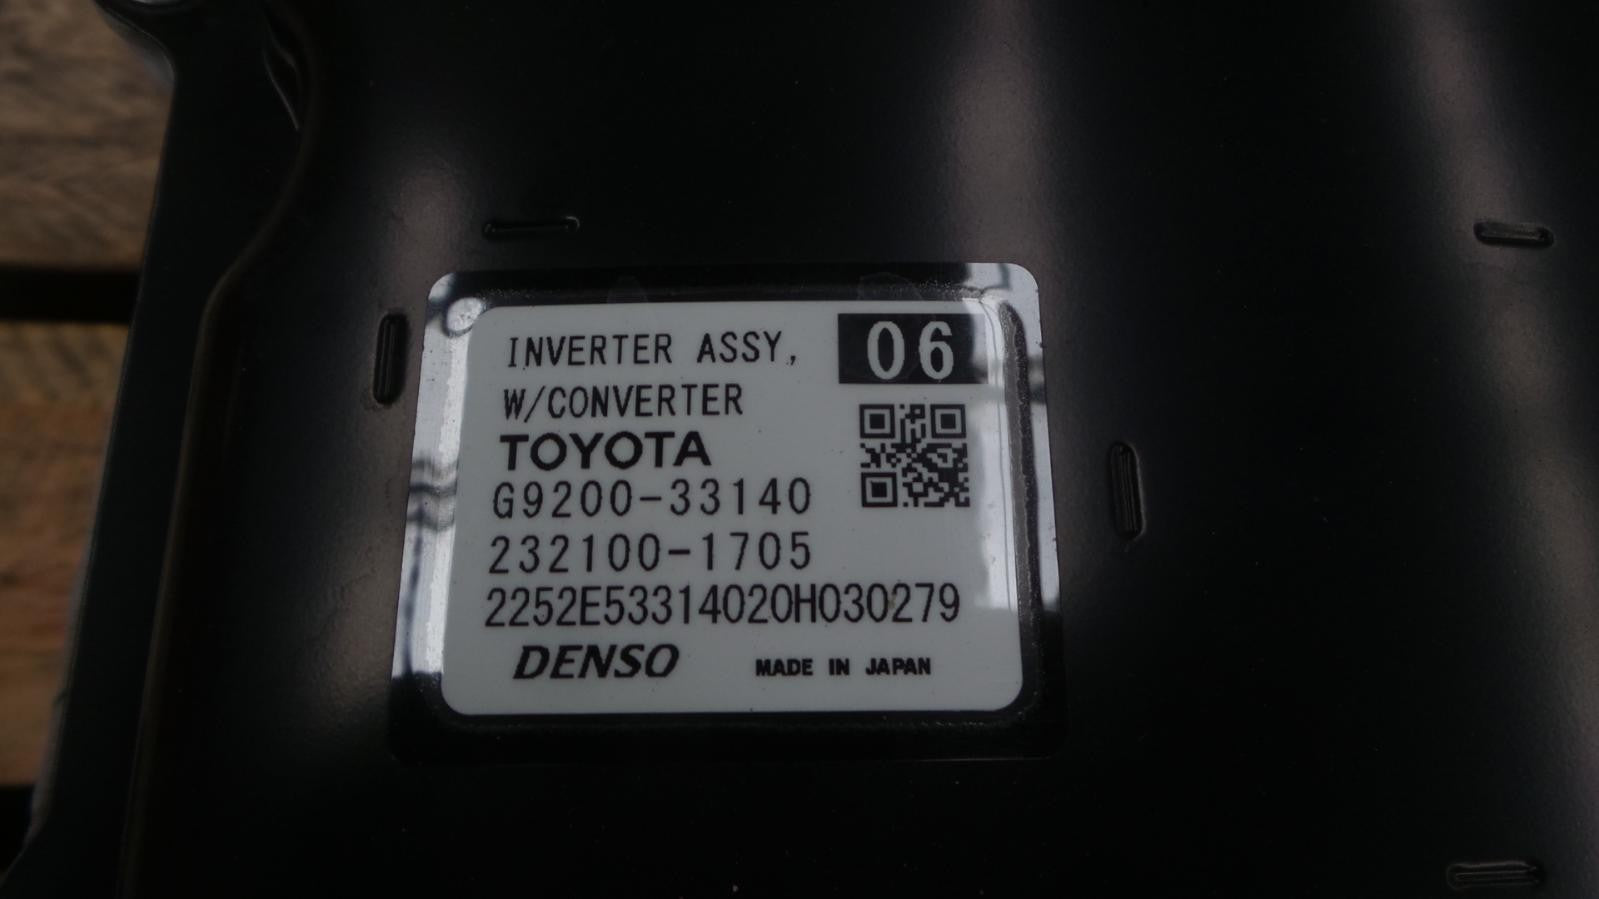 INVERTER ASSY, 06
W/CONVERTER
TOYOTA
G9200-33140
232100-1705
2252E53314020H030279
DENSO MADE IN JAPAN